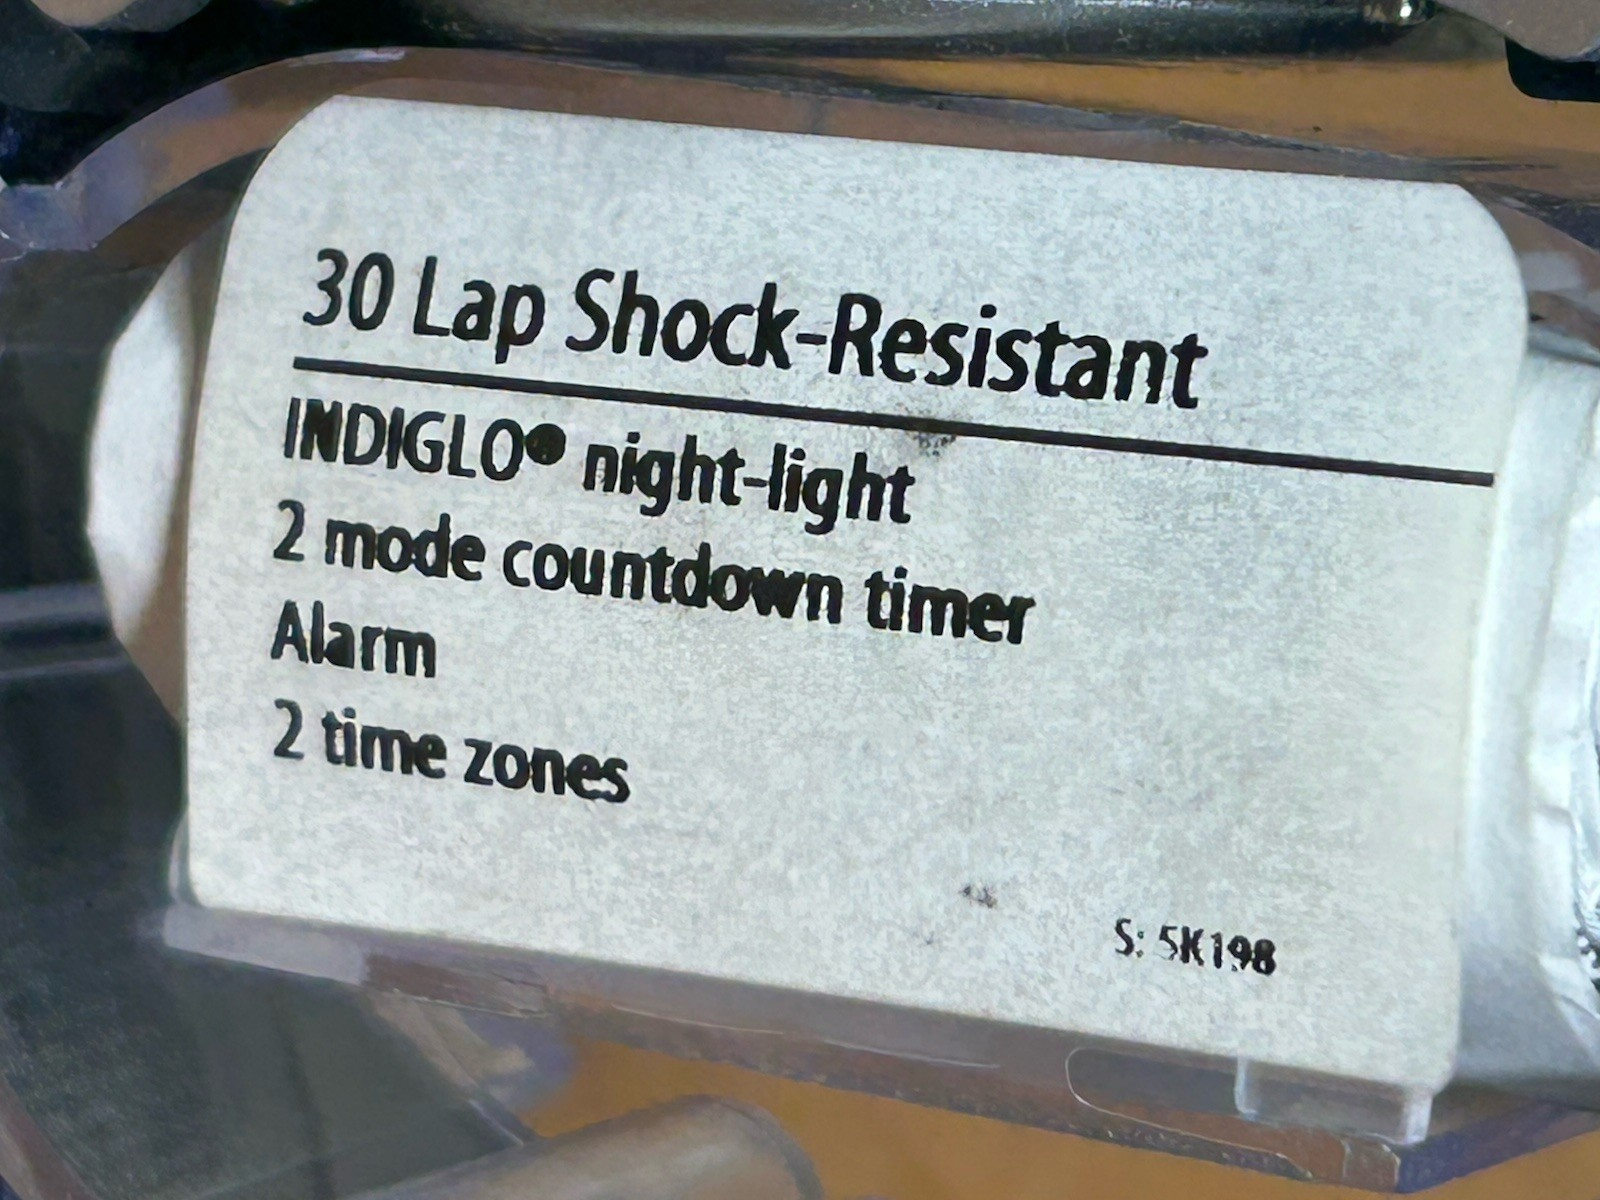 30 Lap Shock-Resistant
INDIGLO® night-light
2 mode countdown timer
Alarm
2 time zones
S: 5K198